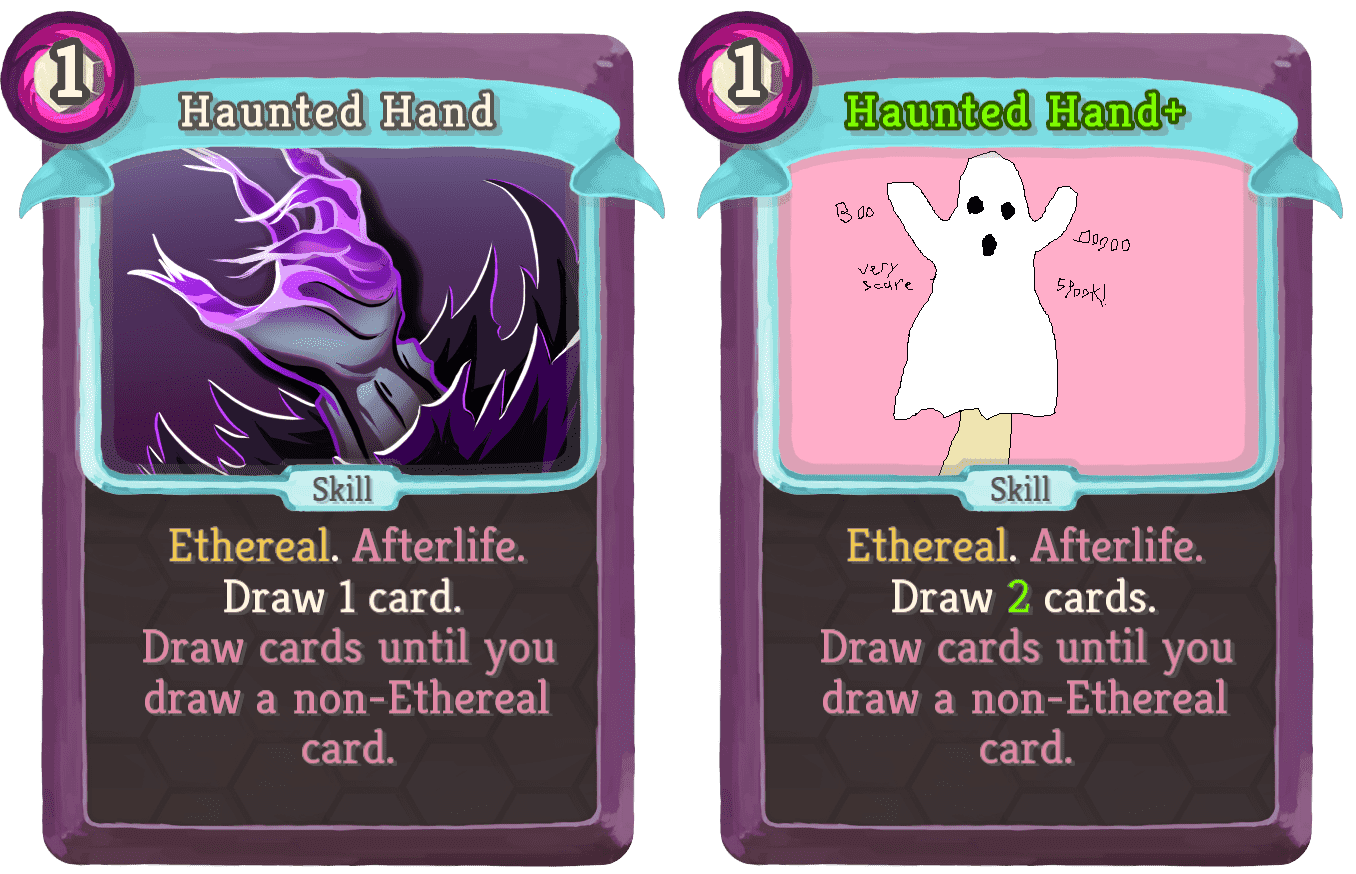 1
Haunted Hand
Skill
Ethereal. Afterlife.
Draw 1 card.
Draw cards until you
draw a non-Ethereal
card.
1
Haunted Hand+
Boo
ooooo
very
scare
spook!
Skill
Ethereal. Afterlife.
Draw 2 cards.
Draw cards until you
draw a non-Ethereal
card.